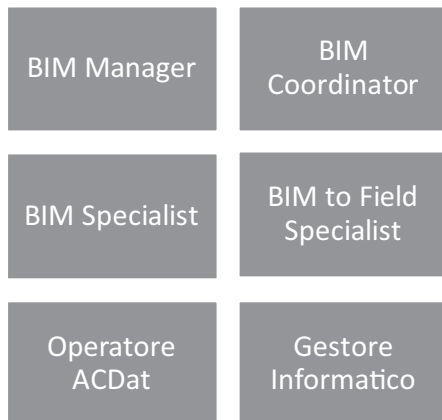 BIM Manager
BIM
Coordinator
BIM Specialist
BIM to Field
Specialist
Operatore
ACDat
Gestore
Informatico